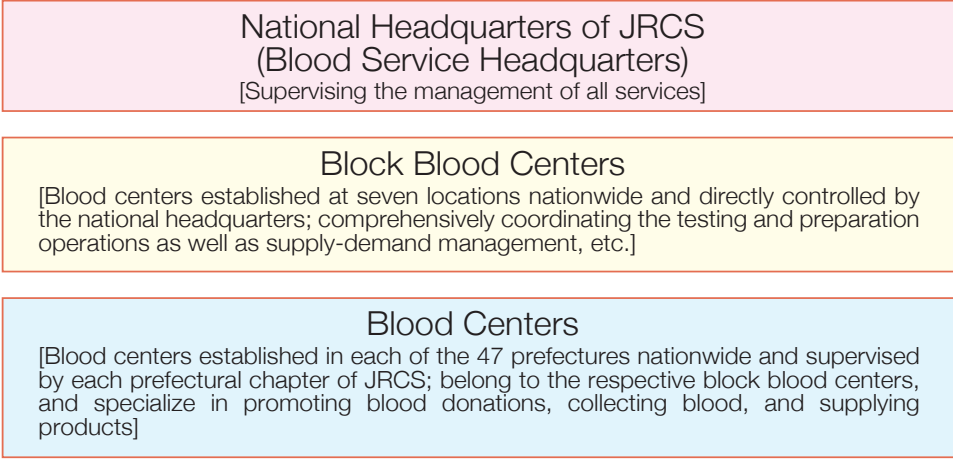 National Headquarters of JRCS
(Blood Service Headquarters)
[Supervising the management of all services]
Block Blood Centers
[Blood centers established at seven locations nationwide and directly controlled by
the national headquarters; comprehensively coordinating the testing and preparation
operations as well as supply-demand management, etc.]
Blood Centers
[Blood centers established in each of the 47 prefectures nationwide and supervised
by each prefectural chapter of JRCS; belong to the respective block blood centers,
and specialize in promoting blood donations, collecting blood, and supplying
products]